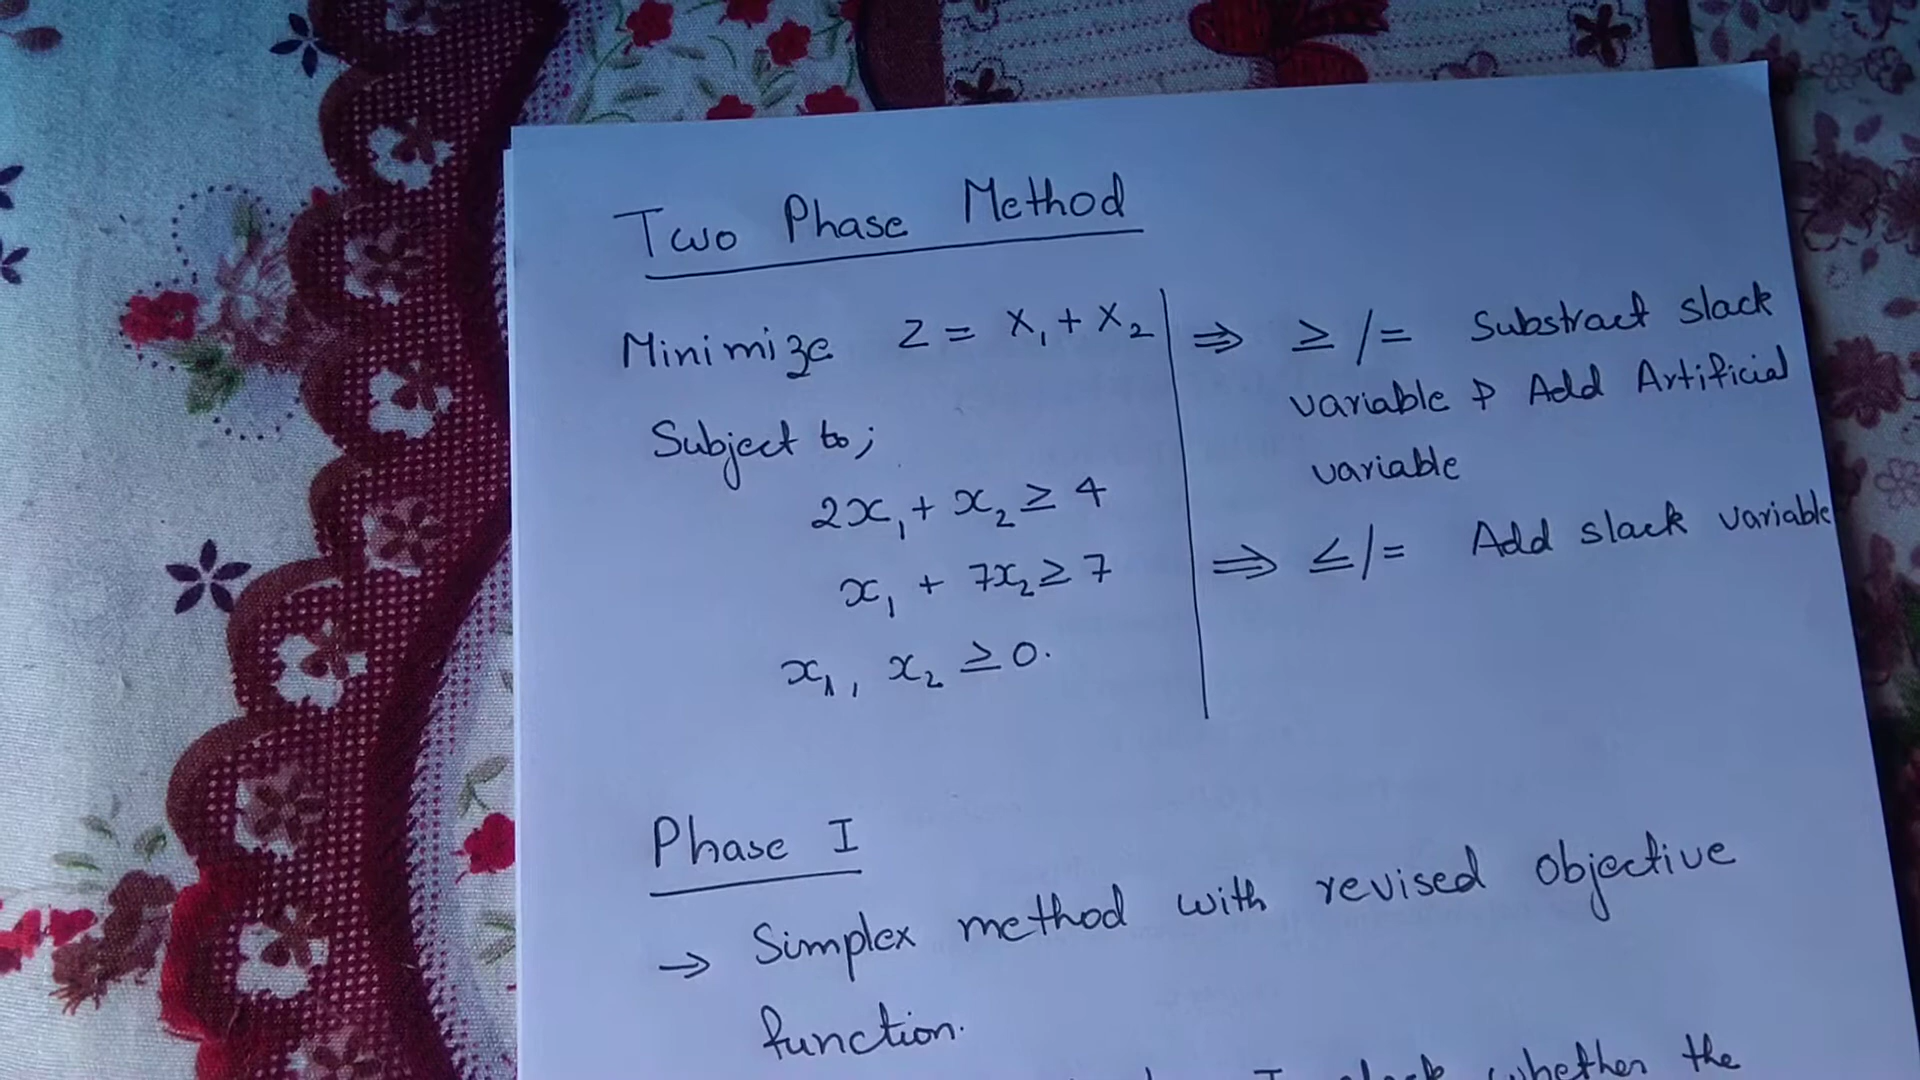 Two Phase Method
Minimize Z = X₁ + X₂
Subject to;
2x₁ + x₂ ≥ 4
x₁ + 7x₂ ≥ 7
x₁, x₂ ≥ 0.
⇒ ≥/= Substract slack
variable & Add Artificial
variable
⇒ ≤/= Add slack variable
Phase I
→ Simplex method with revised objective
function.
whether the